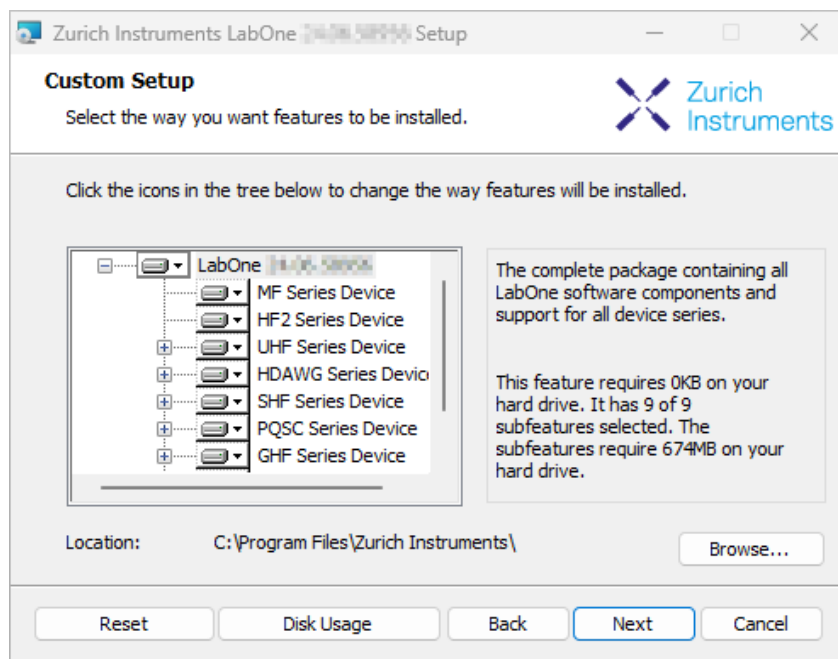 Zurich Instruments LabOne Setup
Custom Setup
Select the way you want features to be installed.
Zurich
Instruments
Click the icons in the tree below to change the way features will be installed.
LabOne
MF Series Device
HF2 Series Device
UHF Series Device
HDAWG Series Devic
SHF Series Device
PQSC Series Device
GHF Series Device
The complete package containing all
LabOne software components and
support for all device series.
This feature requires 0KB on your
hard drive. It has 9 of 9
subfeatures selected. The
subfeatures require 674MB on your
hard drive.
Location: C:\Program Files\Zurich Instruments\
Browse...
Reset Disk Usage Back Next Cancel